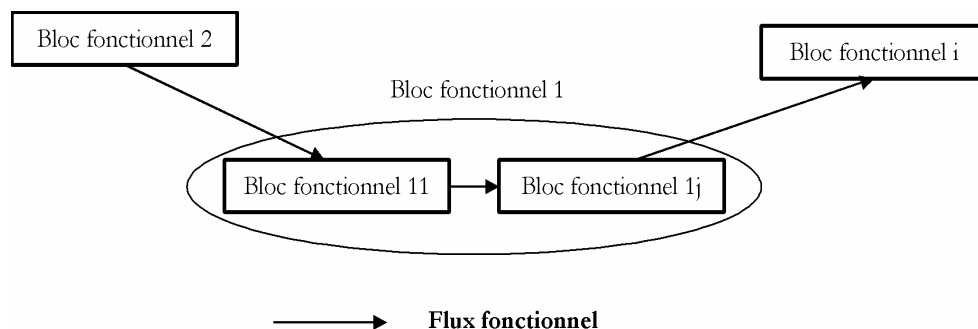 Bloc fonctionnel 2
Bloc fonctionnel i
Bloc fonctionnel 1
Bloc fonctionnel 11
Bloc fonctionnel 1j
Flux fonctionnel